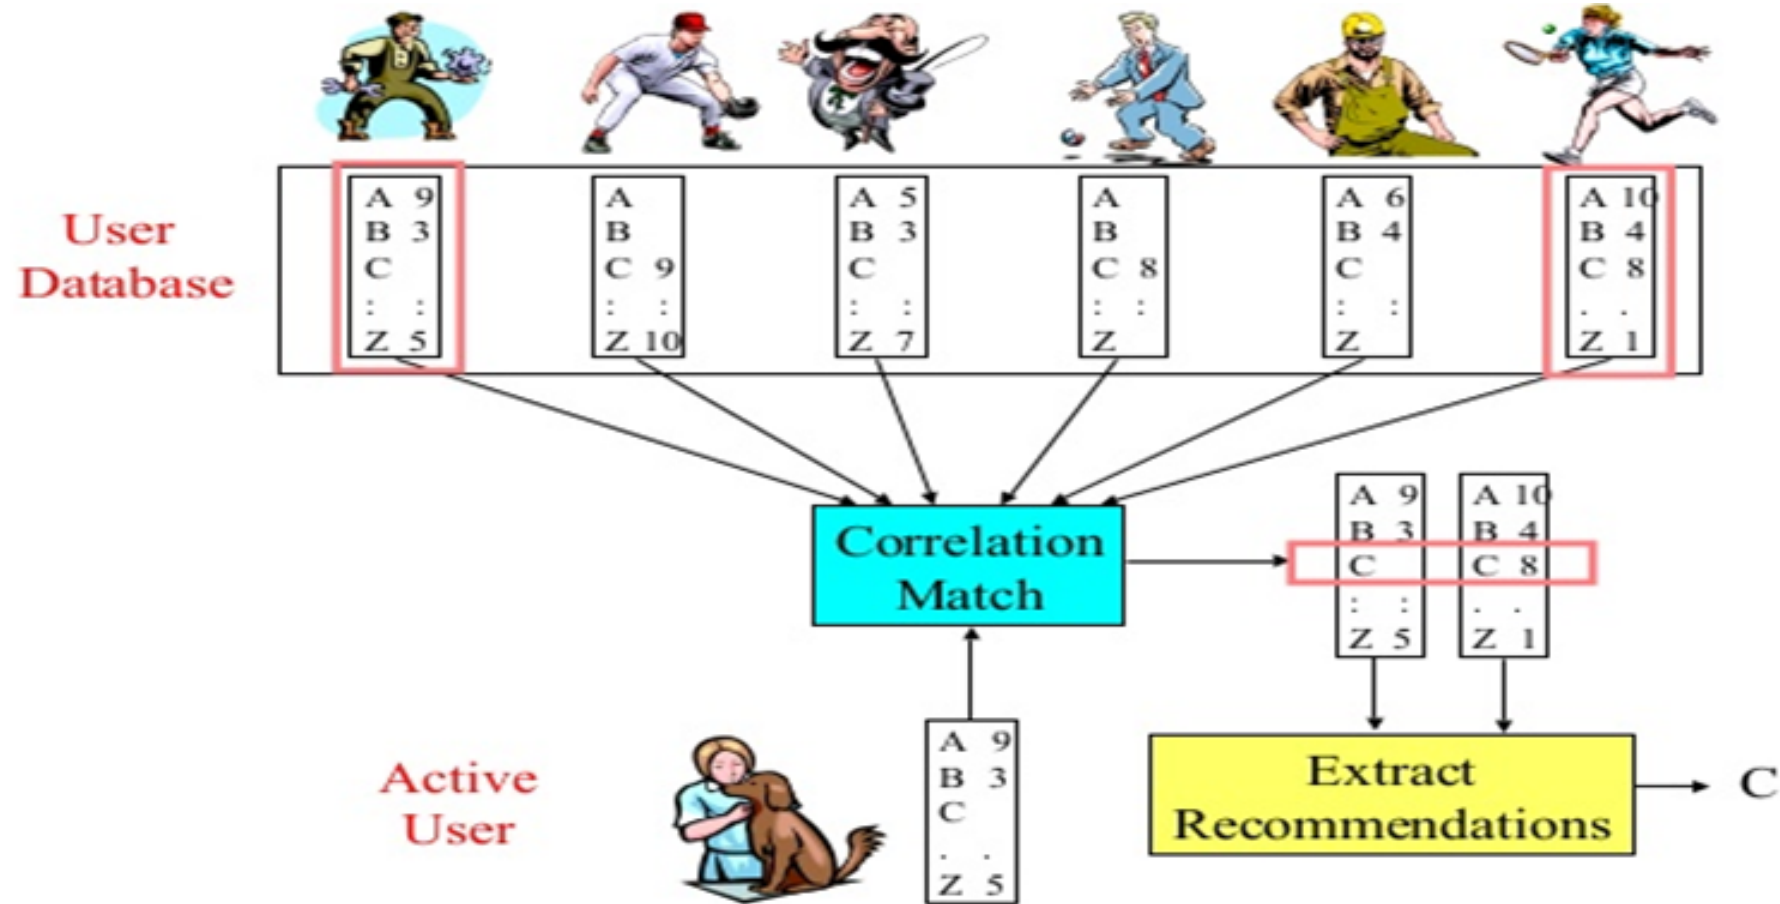 User
Database
A 9
B 3
C
: :
Z 5
A
B
C 9
: :
Z 10
A 5
B 3
C
: :
Z 7
A
B
C 8
: :
Z
A 6
B 4
C
: :
Z
A 10
B 4
C 8
. .
Z 1
Correlation
Match
A 9
B 3
C
: :
Z 5
A 10
B 4
C 8
. .
Z 1
Active
User
A 9
B 3
C
. .
Z 5
Extract
Recommendations
C